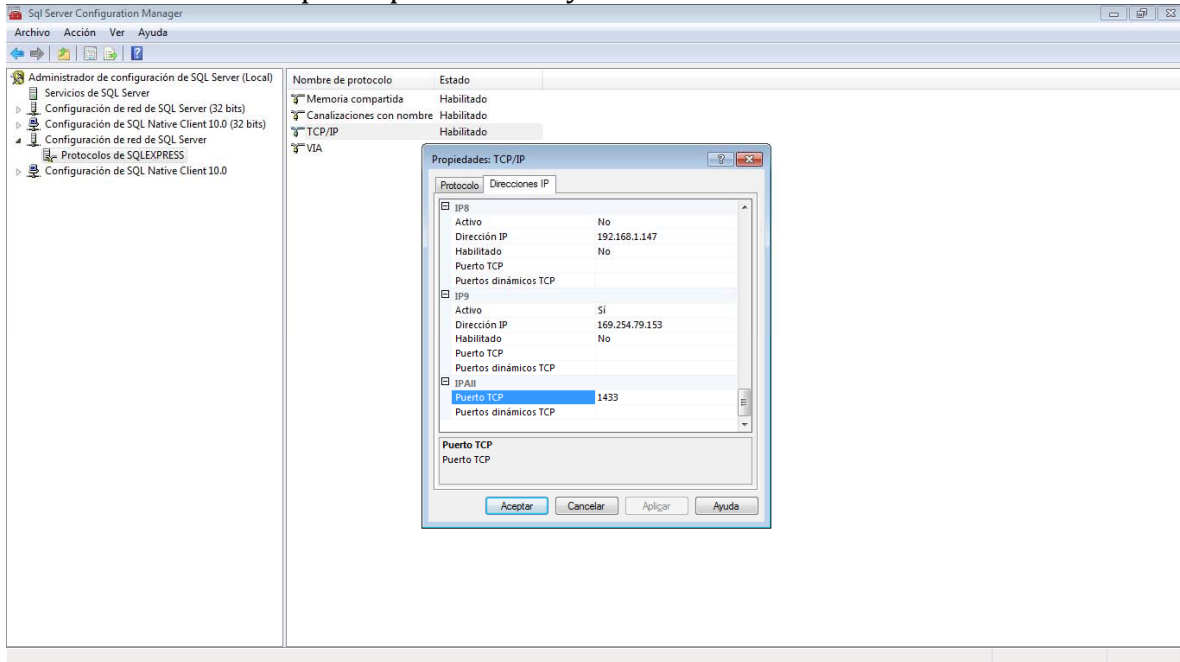 Sql Server Configuration Manager
Archivo Acción Ver Ayuda
Administrador de configuración de SQL Server (Local)
Servicios de SQL Server
Configuración de red de SQL Server (32 bits)
Configuración de SQL Native Client 10.0 (32 bits)
Configuración de red de SQL Server
Protocolos de SQLEXPRESS
Configuración de SQL Native Client 10.0
Nombre de protocolo Estado
Memoria compartida Habilitado
Canalizaciones con nombre Habilitado
TCP/IP Habilitado
VIA
Propiedades: TCP/IP
Protocolo Direcciones IP
IP8
Activo No
Dirección IP 192.168.1.147
Habilitado No
Puerto TCP
Puertos dinámicos TCP
IP9
Activo Sí
Dirección IP 169.254.79.153
Habilitado No
Puerto TCP
Puertos dinámicos TCP
IPAll
Puerto TCP 1433
Puertos dinámicos TCP
Puerto TCP
Puerto TCP
Aceptar Cancelar Aplicar Ayuda